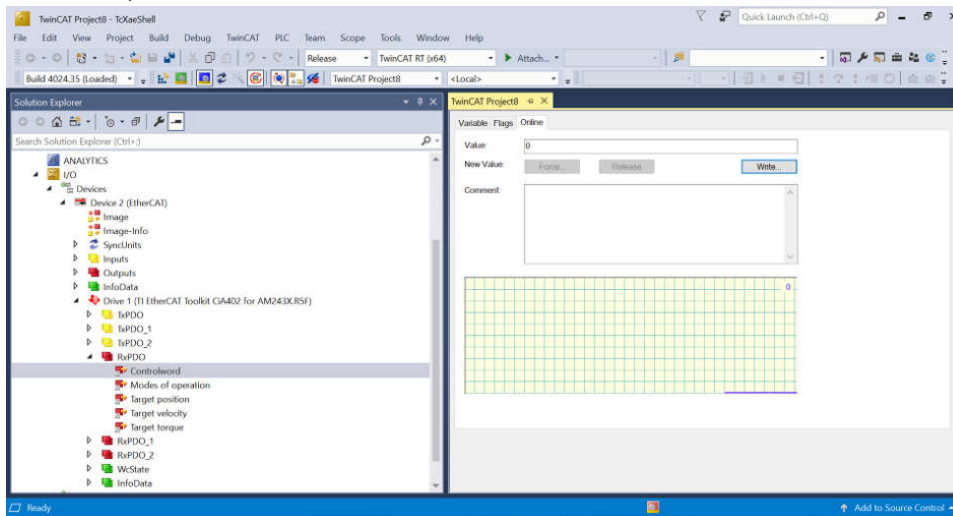 TwinCAT Project8 - TcXaeShell
Quick Launch (Ctrl+Q)
File Edit View Project Build Debug TwinCAT PLC Team Scope Tools Window Help
Release TwinCAT RT (x64) Attach...
Build 4024.35 (Loaded) TwinCAT Project8 <Local>
Solution Explorer
Search Solution Explorer (Ctrl+;)
ANALYTICS
I/O
Devices
Device 2 (EtherCAT)
Image
Image-Info
SyncUnits
Inputs
Outputs
InfoData
Drive 1 (TI EtherCAT Toolkit CiA402 for AM243X.R5F)
TxPDO
TxPDO_1
TxPDO_2
RxPDO
Controlword
Modes of operation
Target position
Target velocity
Target torque
RxPDO_1
RxPDO_2
WcState
InfoData
TwinCAT Project8
Variable Flags Online
Value: 0
New Value: Force... Release Write...
Comment:
0
Ready
Add to Source Control